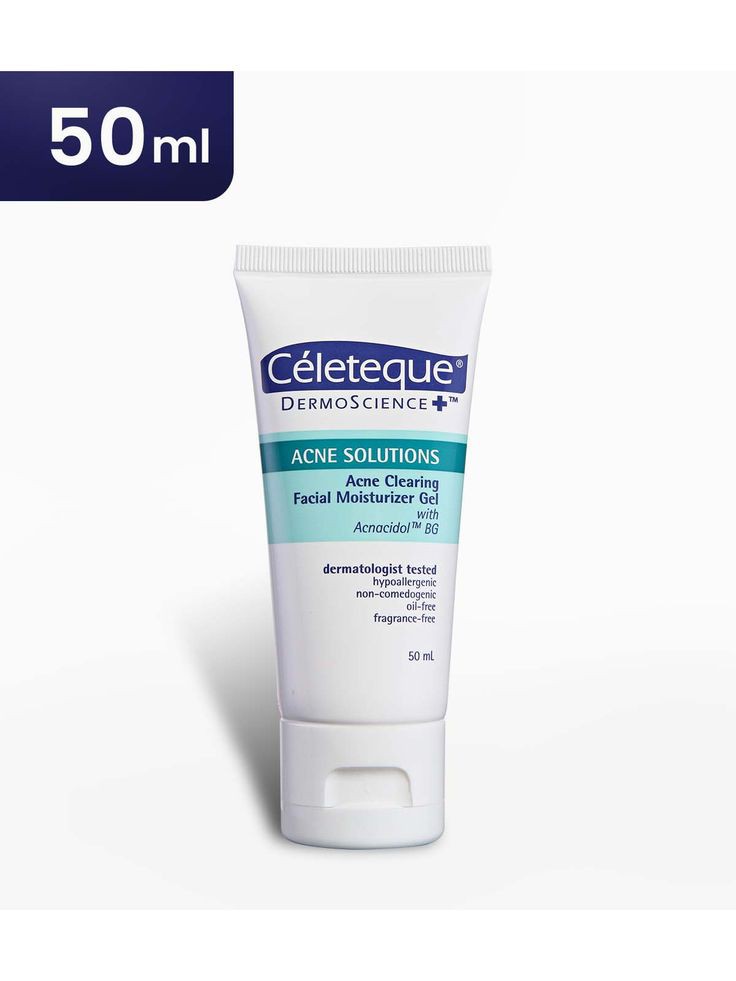 50ml
Céleteque®
DERMOSCIENCE+™
ACNE SOLUTIONS
Acne Clearing
Facial Moisturizer Gel
with
Acnacidol™ BG
dermatologist tested
hypoallergenic
non-comedogenic
oil-free
fragrance-free
50 mL